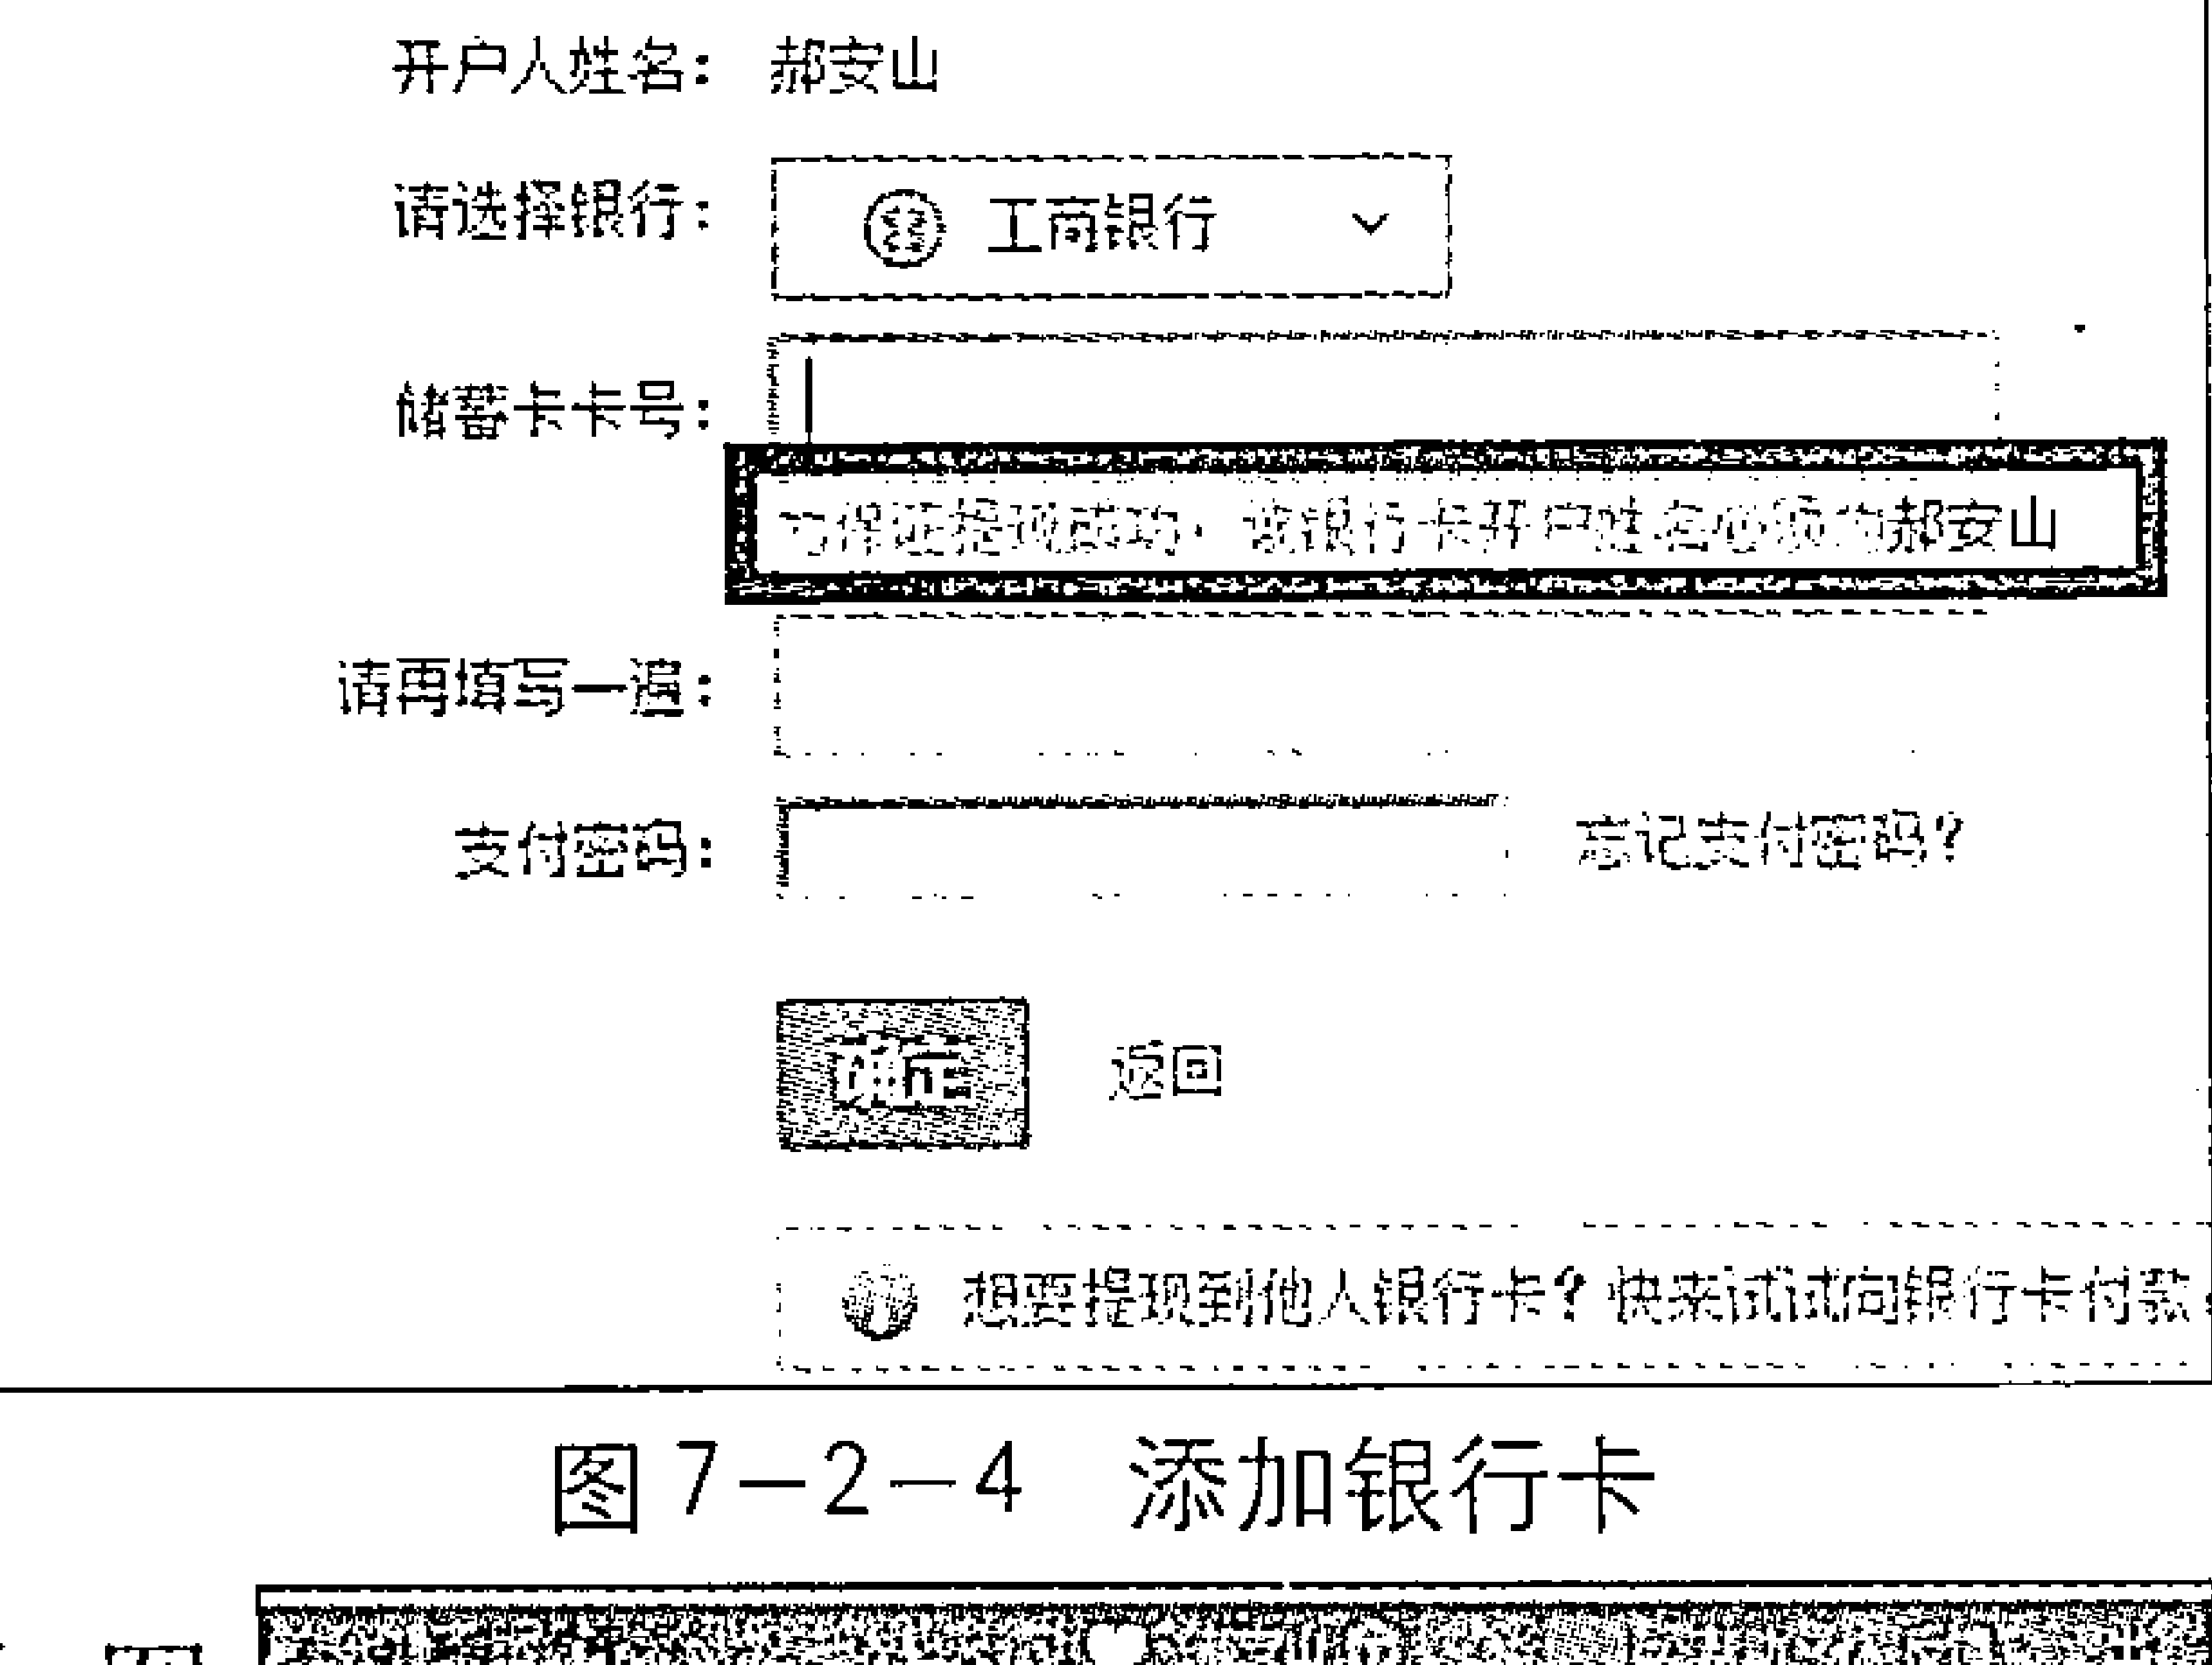 开户人姓名： 郝安山
请选择银行： 工商银行
储蓄卡卡号：
为保证提现成功，该银行卡开户姓名必须为郝安山
请再填写一遍：
支付密码： 忘记支付密码？
确定 返回
想要提现到他人银行卡？快来试试向银行卡付款
图7－2－4 添加银行卡